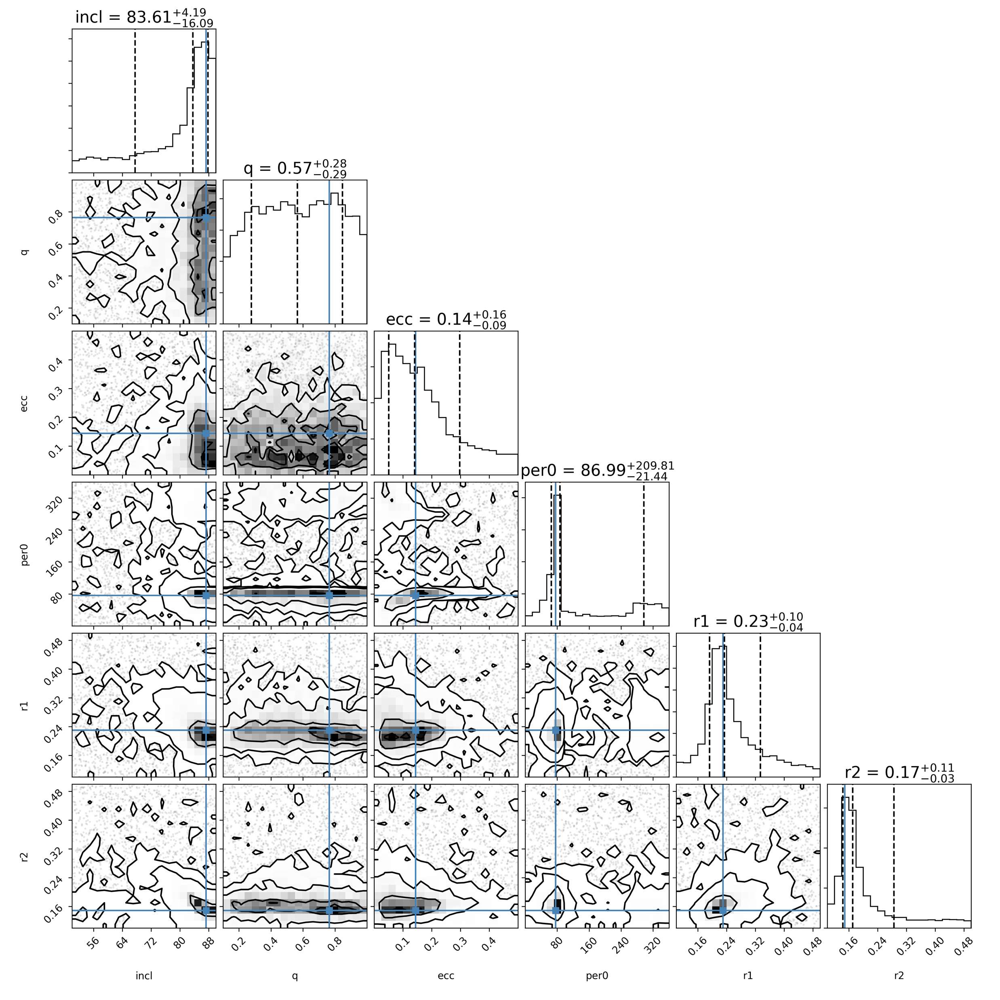 incl = 83.61+4.19−16.09
q = 0.57+0.28−0.29
q
0.8
0.6
0.4
0.2
ecc = 0.14+0.16−0.09
ecc
0.4
0.3
0.2
0.1
per0 = 86.99+209.81−21.44
per0
320
240
160
80
r1 = 0.23+0.10−0.04
r1
0.48
0.40
0.32
0.24
0.16
r2 = 0.17+0.11−0.03
r2
0.48
0.40
0.32
0.24
0.16
56 64 72 80 88 0.2 0.4 0.6 0.8 0.1 0.2 0.3 0.4 80 160 240 320 0.16 0.24 0.32 0.40 0.48 0.16 0.24 0.32 0.40 0.48
incl q ecc per0 r1 r2